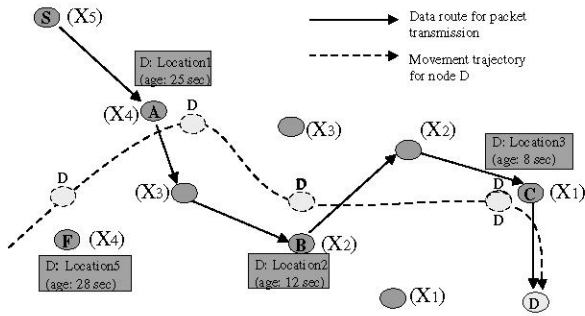 S (X5)
Data route for packet
transmission
Movement trajectory
for node D
D: Location1
(age: 25 sec)
(X4) A
D
(X3)
(X2)
D: Location3
(age: 8 sec)
D
(X3)
D
D
D
C (X1)
F (X4)
B (X2)
D: Location5
(age: 28 sec)
D: Location2
(age: 12 sec)
(X1)
D